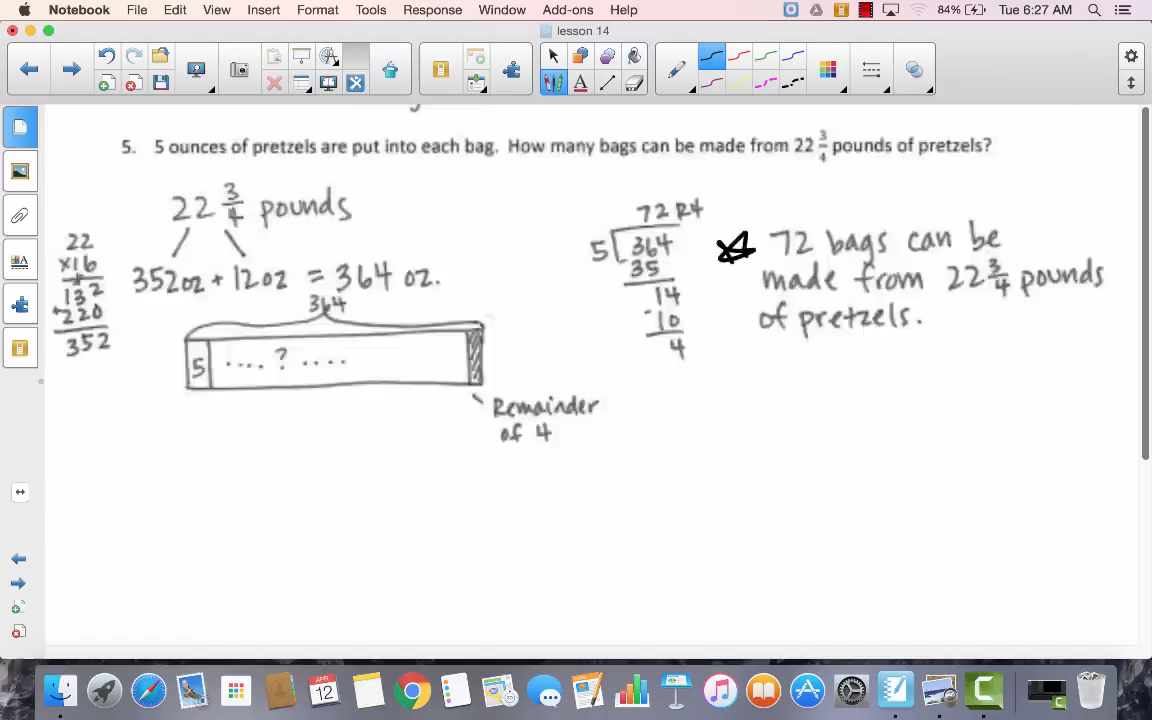 Notebook File Edit View Insert Format Tools Response Window Add-ons Help 84% Tue 6:27 AM
lesson 14
5. 5 ounces of pretzels are put into each bag. How many bags can be made from 22 3/4 pounds of pretzels?
22 3/4 pounds
22
×16
132
+220
352
352oz + 12oz = 364 oz.
364
5 .... ? ....
Remainder
of 4
72 R4
5 364
35
14
-10
4
72 bags can be
made from 22 3/4 pounds
of pretzels.
APR
12